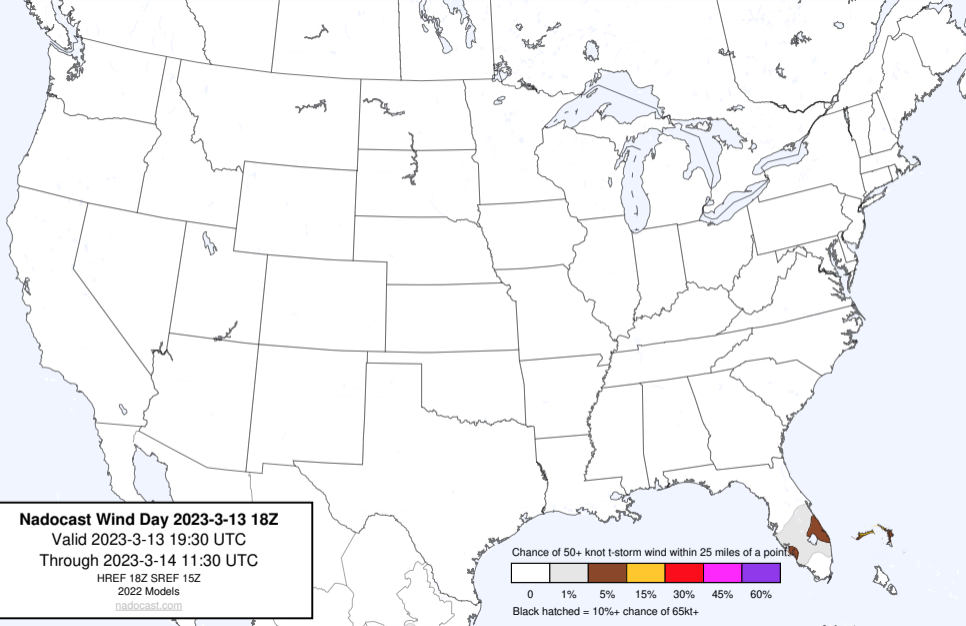 Nadocast Wind Day 2023-3-13 18Z
Valid 2023-3-13 19:30 UTC
Through 2023-3-14 11:30 UTC
HREF 18Z SREF 15Z
2022 Models
nadocast.com
Chance of 50+ knot t-storm wind within 25 miles of a point.
0 1% 5% 15% 30% 45% 60%
Black hatched = 10%+ chance of 65kt+